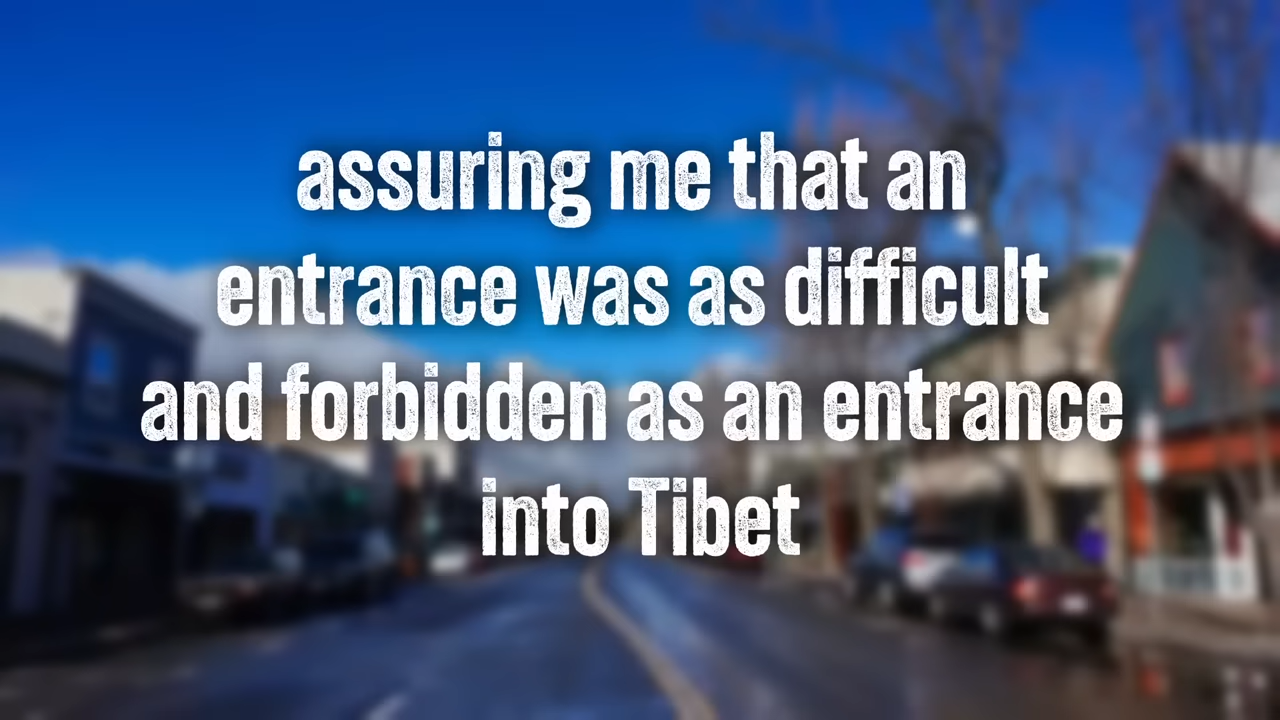 assuring me that an
entrance was as difficult
and forbidden as an entrance
into Tibet